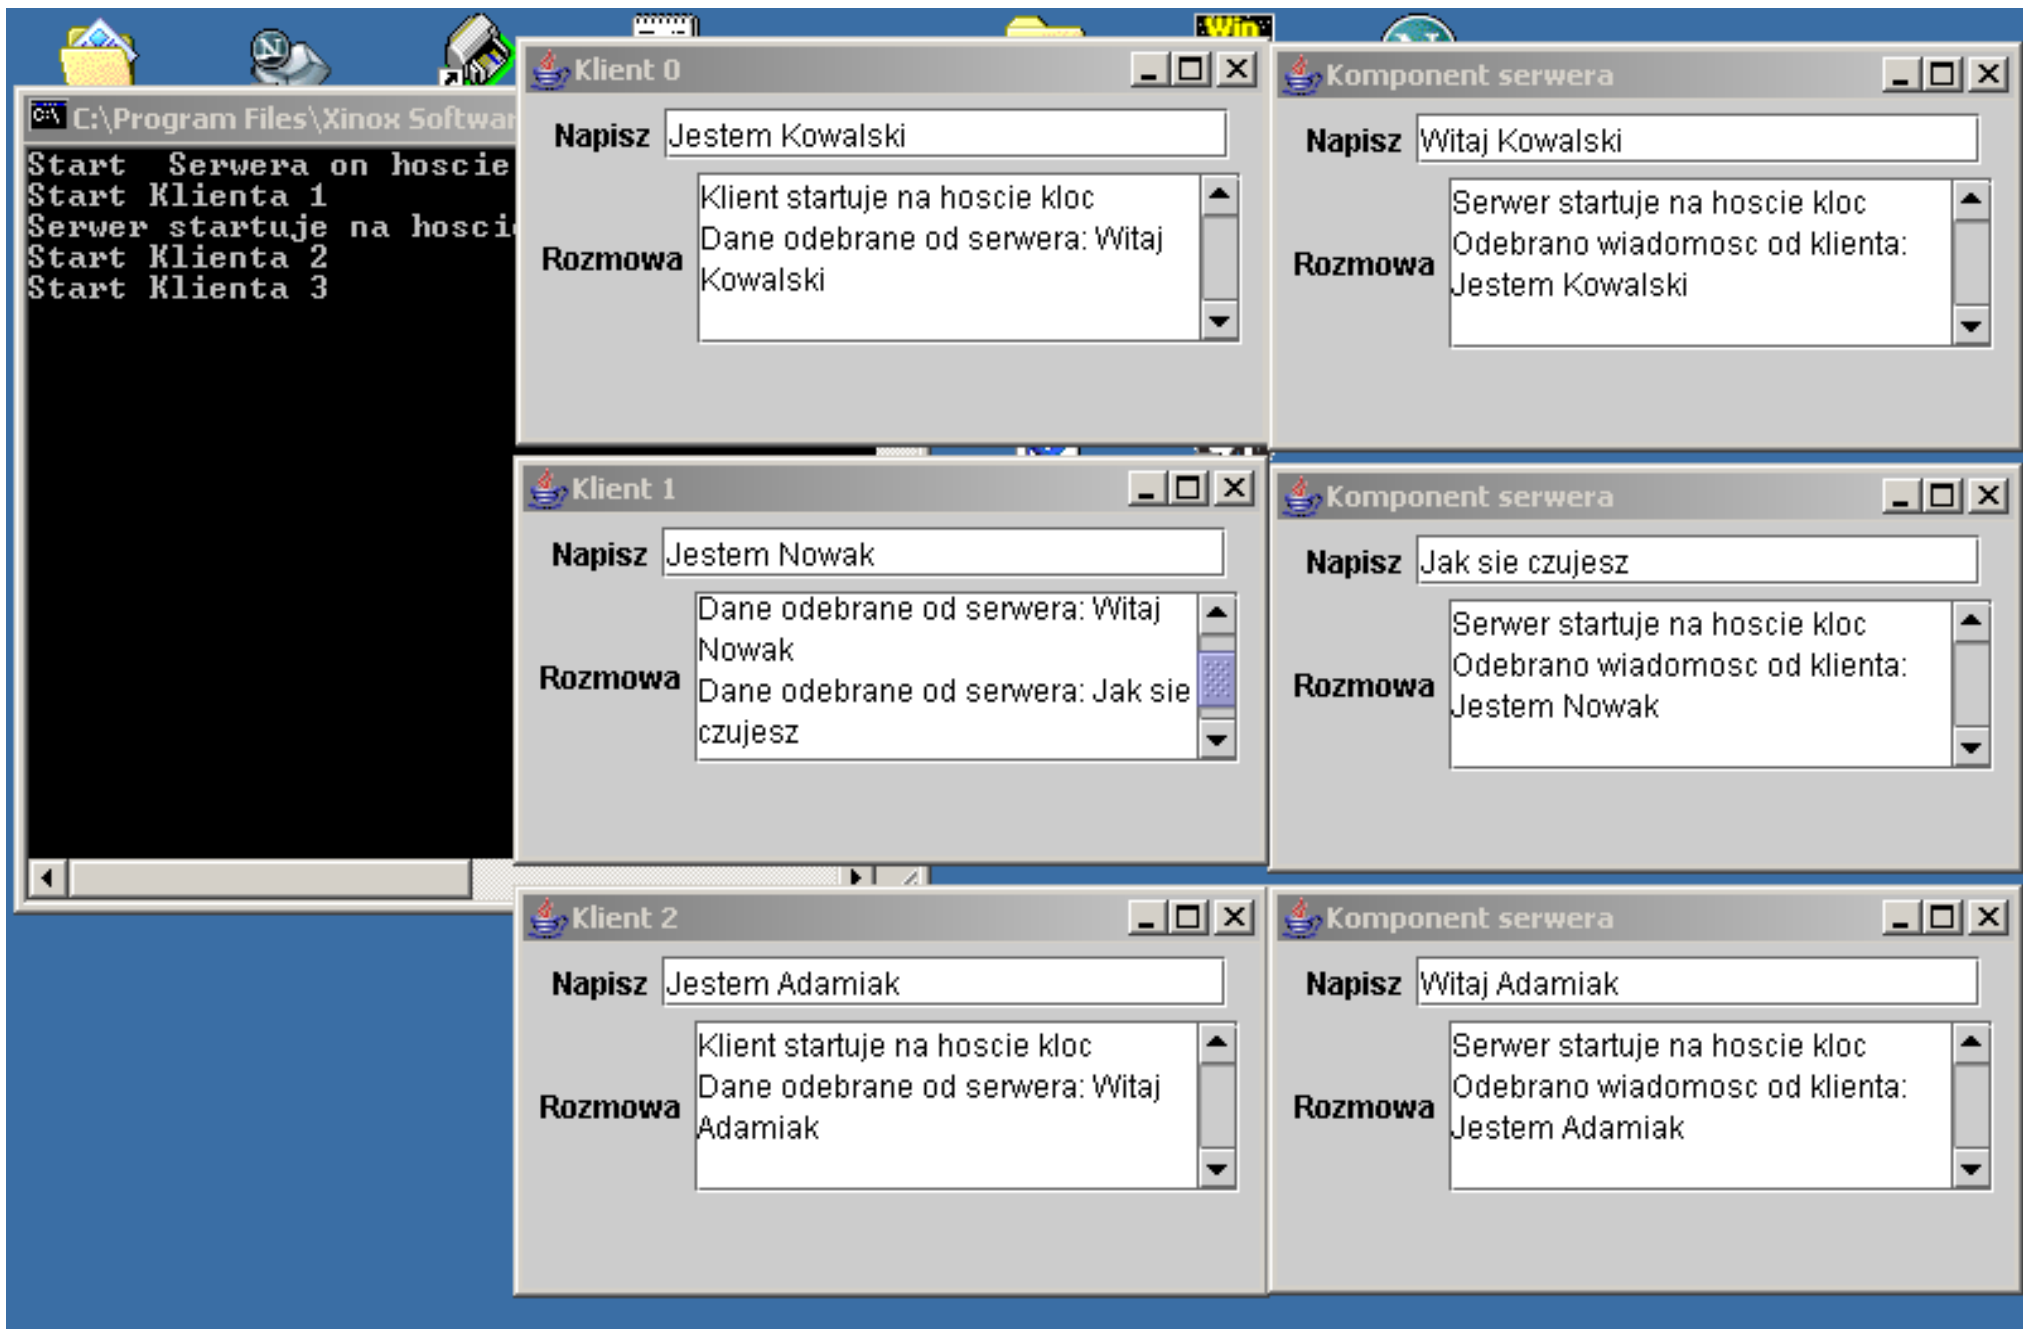 Win
C:\Program Files\Xinox Softwar
Start  Serwera on hoscie
Start Klienta 1
Serwer startuje na hosci
Start Klienta 2
Start Klienta 3
Klient 0
Napisz Jestem Kowalski
Rozmowa
Klient startuje na hoscie kloc
Dane odebrane od serwera: Witaj
Kowalski
Komponent serwera
Napisz Witaj Kowalski
Rozmowa
Serwer startuje na hoscie kloc
Odebrano wiadomosc od klienta:
Jestem Kowalski
Klient 1
Napisz Jestem Nowak
Rozmowa
Dane odebrane od serwera: Witaj
Nowak
Dane odebrane od serwera: Jak sie
czujesz
Komponent serwera
Napisz Jak sie czujesz
Rozmowa
Serwer startuje na hoscie kloc
Odebrano wiadomosc od klienta:
Jestem Nowak
Klient 2
Napisz Jestem Adamiak
Rozmowa
Klient startuje na hoscie kloc
Dane odebrane od serwera: Witaj
Adamiak
Komponent serwera
Napisz Witaj Adamiak
Rozmowa
Serwer startuje na hoscie kloc
Odebrano wiadomosc od klienta:
Jestem Adamiak